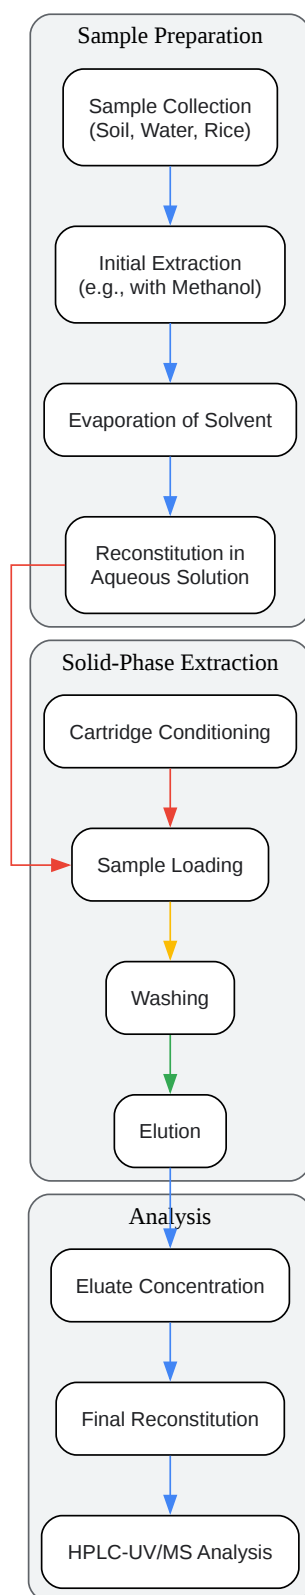 Sample Preparation
Sample Collection
(Soil, Water, Rice)
Initial Extraction
(e.g., with Methanol)
Evaporation of Solvent
Reconstitution in
Aqueous Solution
Solid-Phase Extraction
Cartridge Conditioning
Sample Loading
Washing
Elution
Analysis
Eluate Concentration
Final Reconstitution
HPLC-UV/MS Analysis